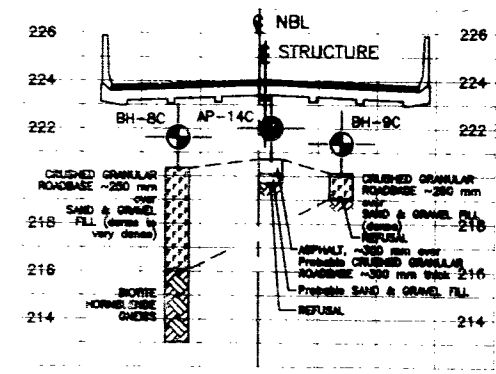 NBL
STRUCTURE
226
226
224
224
BH-8C
AP-14C
BH-9C
222
222
CRUSHED GRANULAR
ROADBASE ~250 mm
over
SAND & GRAVEL
FILL (dense to
very dense)
CRUSHED GRANULAR
ROADBASE ~250 mm
over
SAND & GRAVEL FILL
(dense)
REFUSAL
218
218
ASPHALT, ~300 mm over
Probable CRUSHED GRANULAR
ROADBASE ~300 mm thick
216
216
Probable SAND & GRAVEL FILL
BIOTITE
HORNBLENDE
GNEISS
REFUSAL
214
214